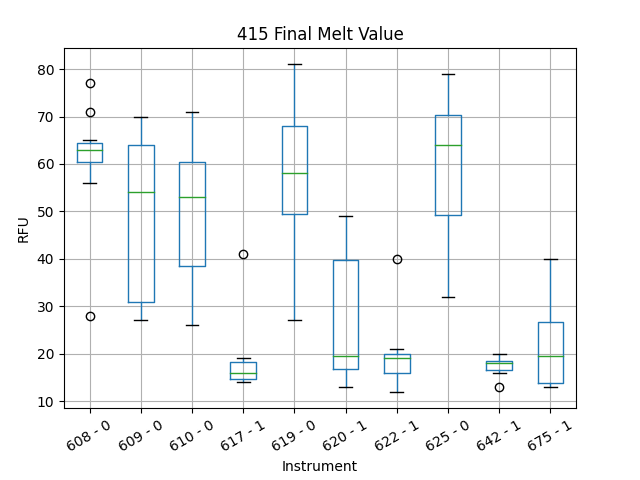 415 Final Melt Value
80
70
60
50
40
30
20
10
RFU
608 - 0
609 - 0
610 - 0
617 - 1
619 - 0
620 - 1
622 - 1
625 - 0
642 - 1
675 - 1
Instrument